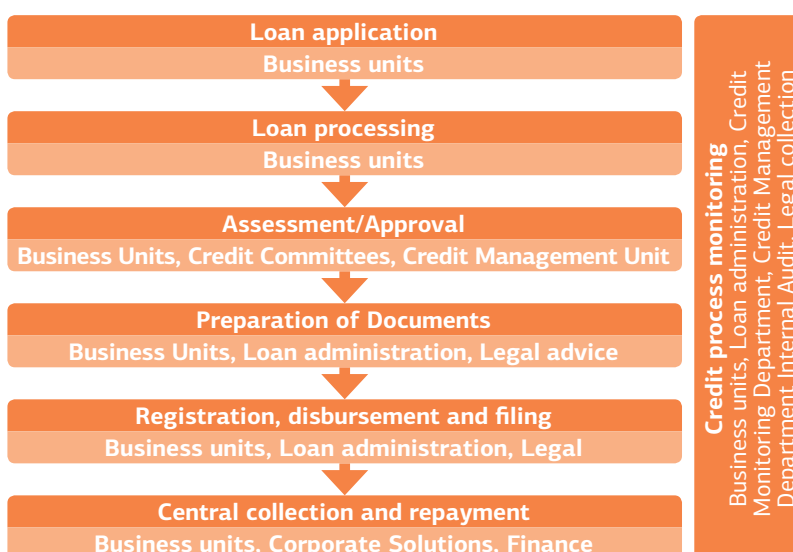 Loan application
Business units
Loan processing
Business units
Assessment/Approval
Business Units, Credit Committees, Credit Management Unit
Preparation of Documents
Business Units, Loan administration, Legal advice
Registration, disbursement and filing
Business units, Loan administration, Legal
Central collection and repayment
Business units, Corporate Solutions, Finance
Credit process monitoring
Business units, Loan administration, Credit
Monitoring Department, Credit Management
Department Internal Audit, Legal collection